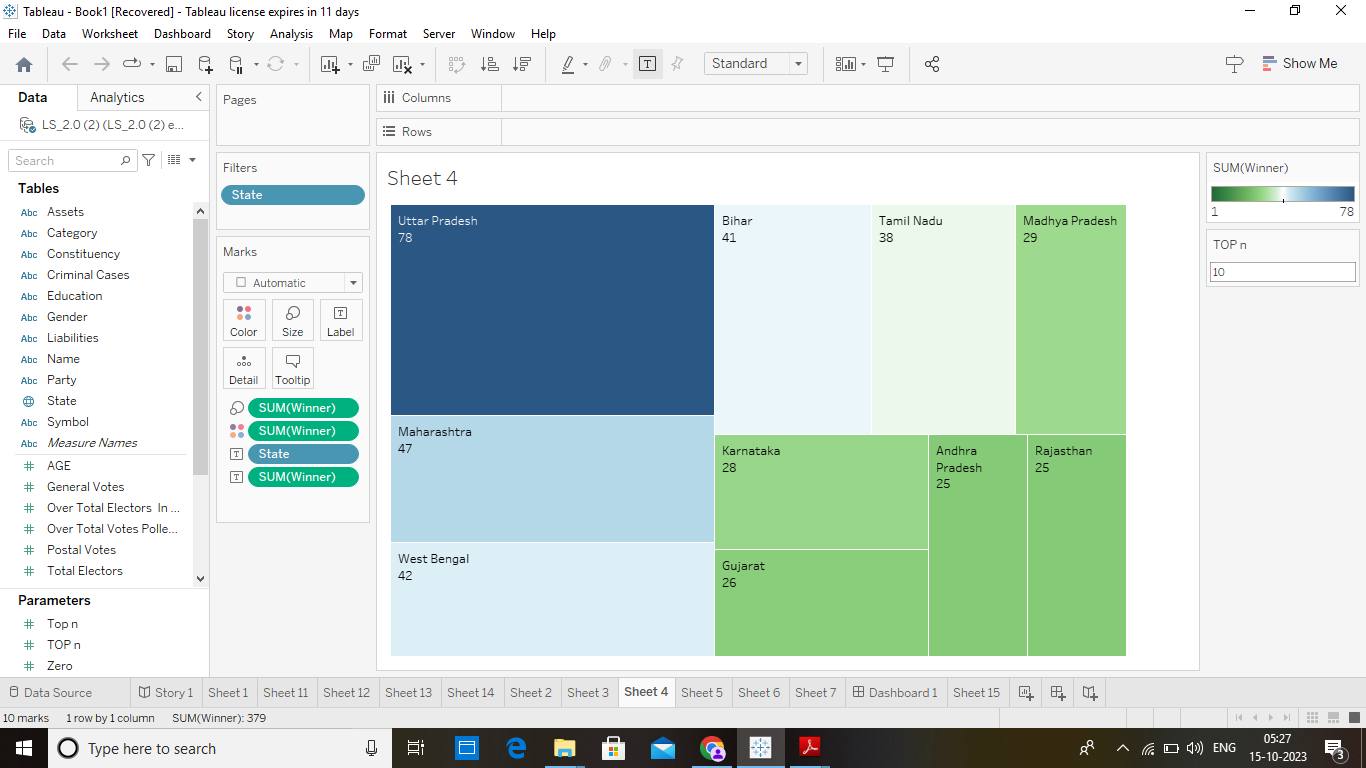 Tableau - Book1 [Recovered] - Tableau license expires in 11 days
File Data Worksheet Dashboard Story Analysis Map Format Server Window Help
Standard
Show Me
Data Analytics
LS_2.0 (2) (LS_2.0 (2) e...
Search
Tables
Abc Assets
Abc Category
Abc Constituency
Abc Criminal Cases
Abc Education
Abc Gender
Abc Liabilities
Abc Name
Abc Party
State
Abc Symbol
Abc Measure Names
# AGE
# General Votes
# Over Total Electors In ...
# Over Total Votes Polle...
# Postal Votes
# Total Electors
Parameters
# Top n
# TOP n
# Zero
Pages
Filters
State
Marks
Automatic
Color Size Label
Detail Tooltip
SUM(Winner)
SUM(Winner)
State
SUM(Winner)
Columns
Rows
Sheet 4
Uttar Pradesh
78
Maharashtra
47
West Bengal
42
Bihar
41
Tamil Nadu
38
Madhya Pradesh
29
Karnataka
28
Gujarat
26
Andhra
Pradesh
25
Rajasthan
25
SUM(Winner)
1 78
TOP n
10
Data Source Story 1 Sheet 1 Sheet 11 Sheet 12 Sheet 13 Sheet 14 Sheet 2 Sheet 3 Sheet 4 Sheet 5 Sheet 6 Sheet 7 Dashboard 1 Sheet 15
10 marks 1 row by 1 column SUM(Winner): 379
Type here to search
ENG
05:27
15-10-2023
3